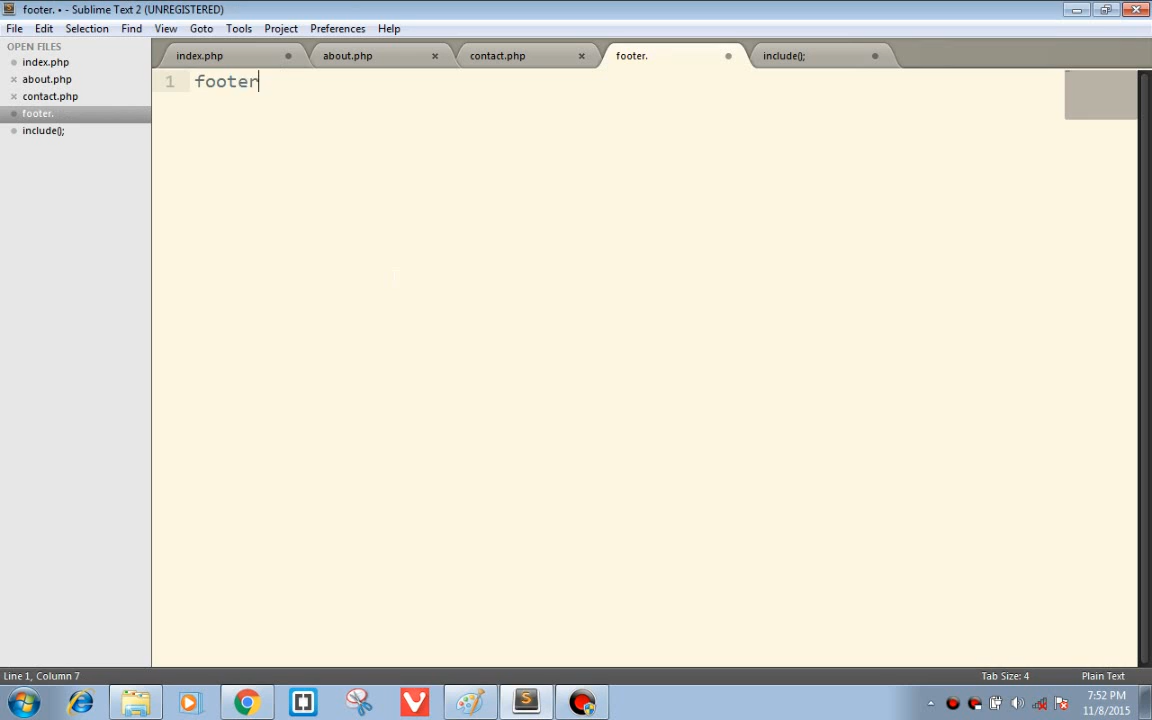 footer. • - Sublime Text 2 (UNREGISTERED)
File Edit Selection Find View Goto Tools Project Preferences Help
OPEN FILES
index.php
about.php
contact.php
footer.
include();
index.php about.php contact.php footer. include();
1 footer
Line 1, Column 7 Tab Size: 4 Plain Text
7:52 PM
11/8/2015